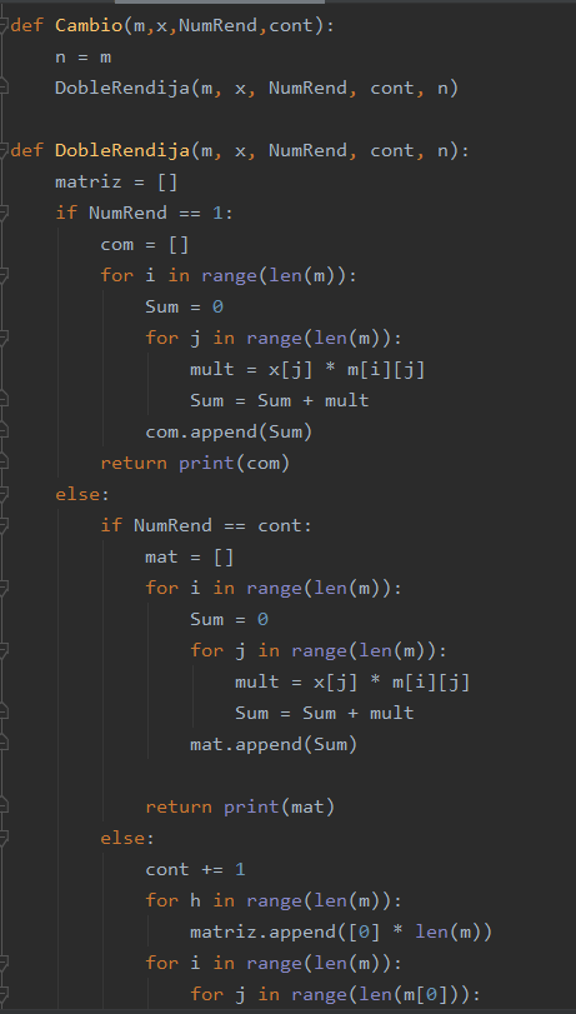 def Cambio(m,x,NumRend,cont):
    n = m
    DobleRendija(m, x, NumRend, cont, n)

def DobleRendija(m, x, NumRend, cont, n):
    matriz = []
    if NumRend == 1:
        com = []
        for i in range(len(m)):
            Sum = 0
            for j in range(len(m)):
                mult = x[j] * m[i][j]
                Sum = Sum + mult
            com.append(Sum)
        return print(com)
    else:
        if NumRend == cont:
            mat = []
            for i in range(len(m)):
                Sum = 0
                for j in range(len(m)):
                    mult = x[j] * m[i][j]
                    Sum = Sum + mult
                mat.append(Sum)

            return print(mat)
        else:
            cont += 1
            for h in range(len(m)):
                matriz.append([0] * len(m))
            for i in range(len(m)):
                for j in range(len(m[0])):